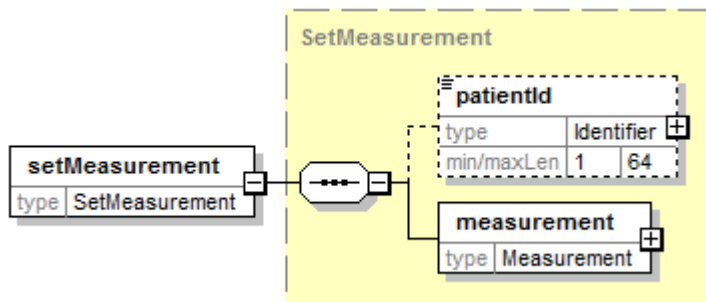 SetMeasurement
patientId
type Identifier
min/maxLen 1 64
setMeasurement
type SetMeasurement
measurement
type Measurement